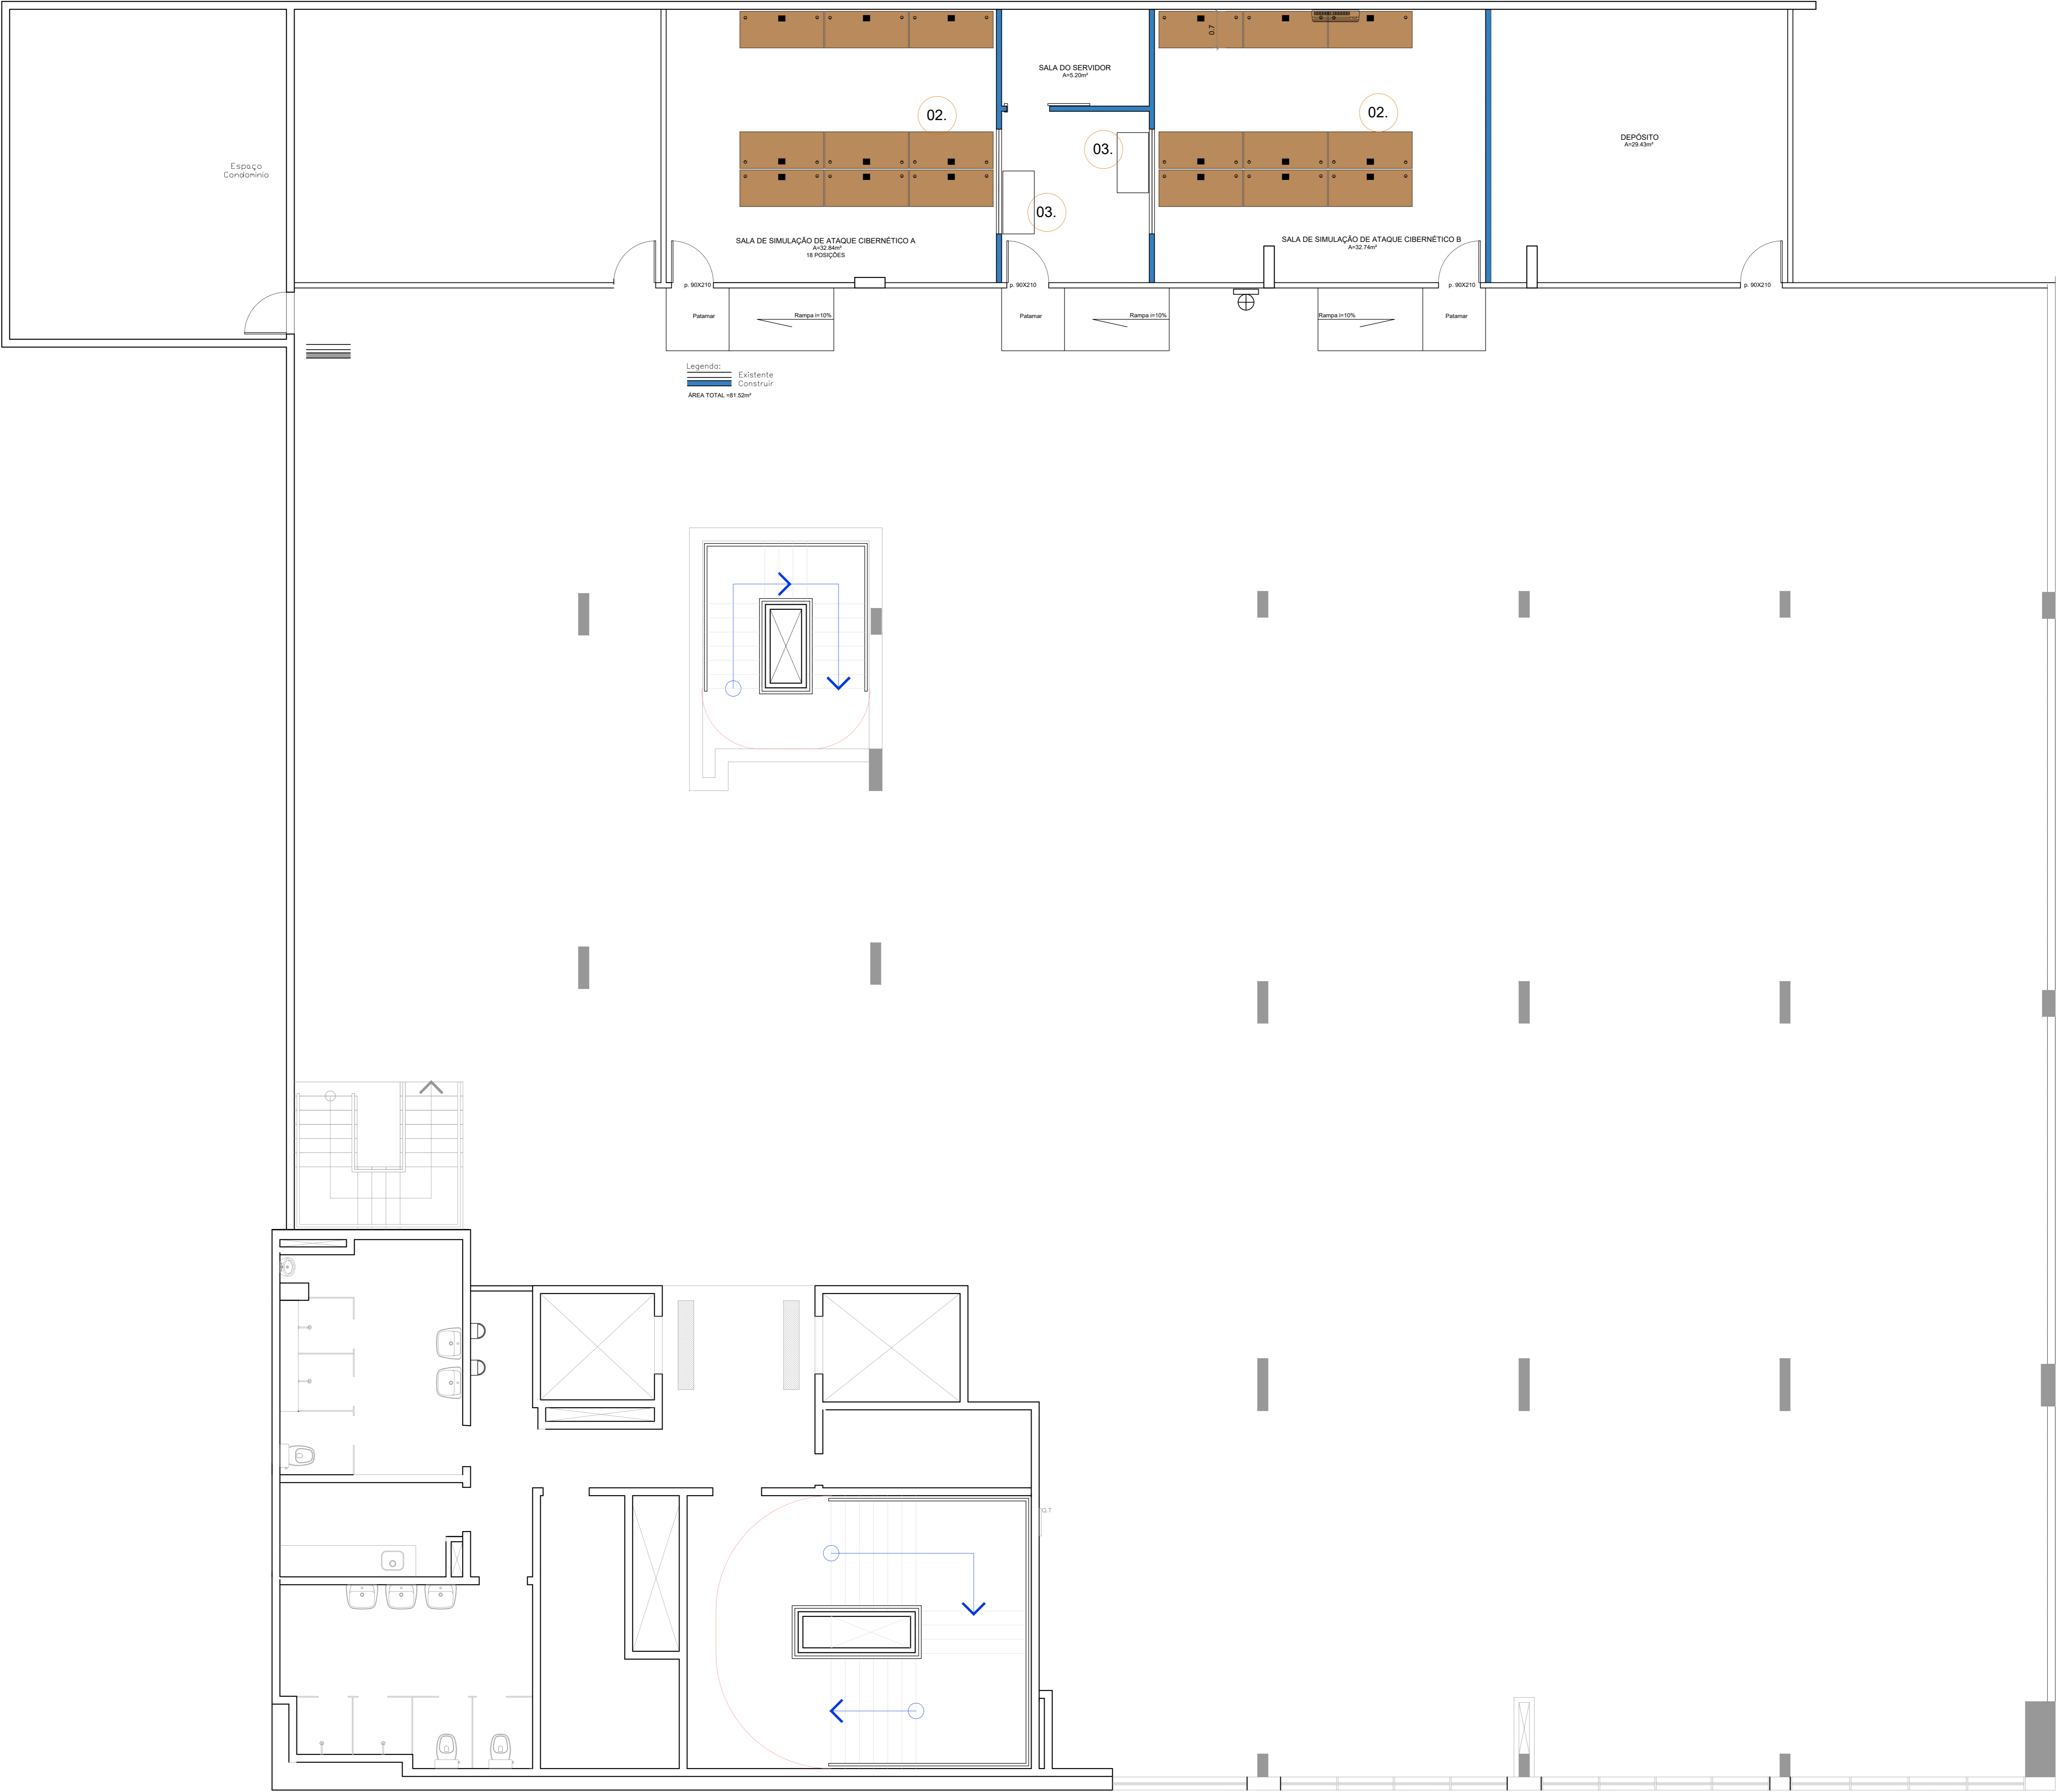 0.7
SALA DO SERVIDOR
A=5.20m²
02.
02.
03.
03.
DEPÓSITO
A=29.43m²
Espaço
Condominio
SALA DE SIMULAÇÃO DE ATAQUE CIBERNÉTICO A
A=32.84m²
18 POSIÇÕES
SALA DE SIMULAÇÃO DE ATAQUE CIBERNÉTICO B
A=32.74m²
p. 90X210
p. 90X210
p. 90X210
p. 90X210
Patamar
Rampa i=10%
Patamar
Rampa i=10%
Rampa i=10%
Patamar
Legenda:
Existente
Construir
ÁREA TOTAL =81.52m²
Q.T